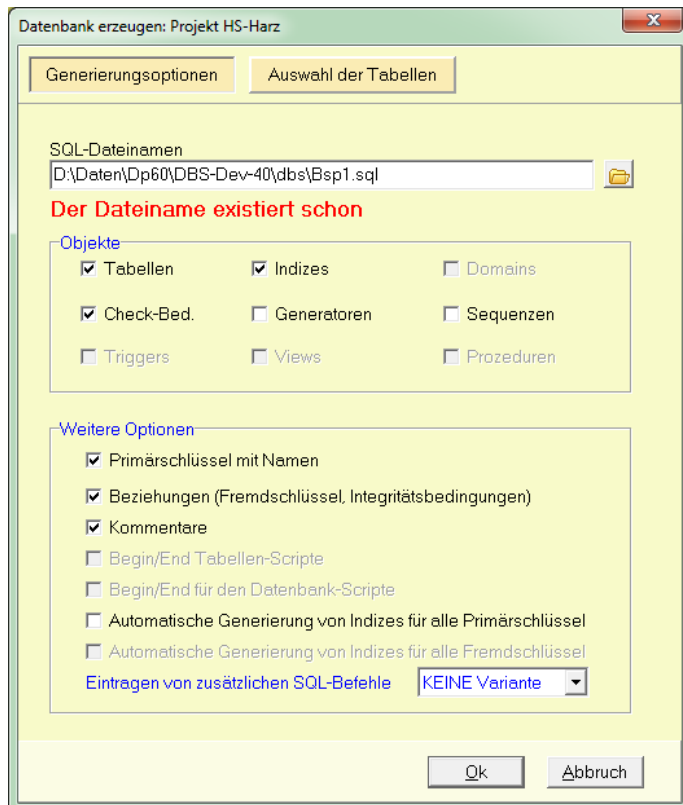 Datenbank erzeugen: Projekt HS-Harz
Generierungsoptionen Auswahl der Tabellen
SQL-Dateinamen
D:\Daten\Dp60\DBS-Dev-40\dbs\Bsp1.sql
Der Dateiname existiert schon
Objekte
Tabellen Indizes Domains
Check-Bed. Generatoren Sequenzen
Triggers Views Prozeduren
Weitere Optionen
Primärschlüssel mit Namen
Beziehungen (Fremdschlüssel, Integritätsbedingungen)
Kommentare
Begin/End Tabellen-Scripte
Begin/End für den Datenbank-Scripte
Automatische Generierung von Indizes für alle Primärschlüssel
Automatische Generierung von Indizes für alle Fremdschlüssel
Eintragen von zusätzlichen SQL-Befehle KEINE Variante
Ok Abbruch